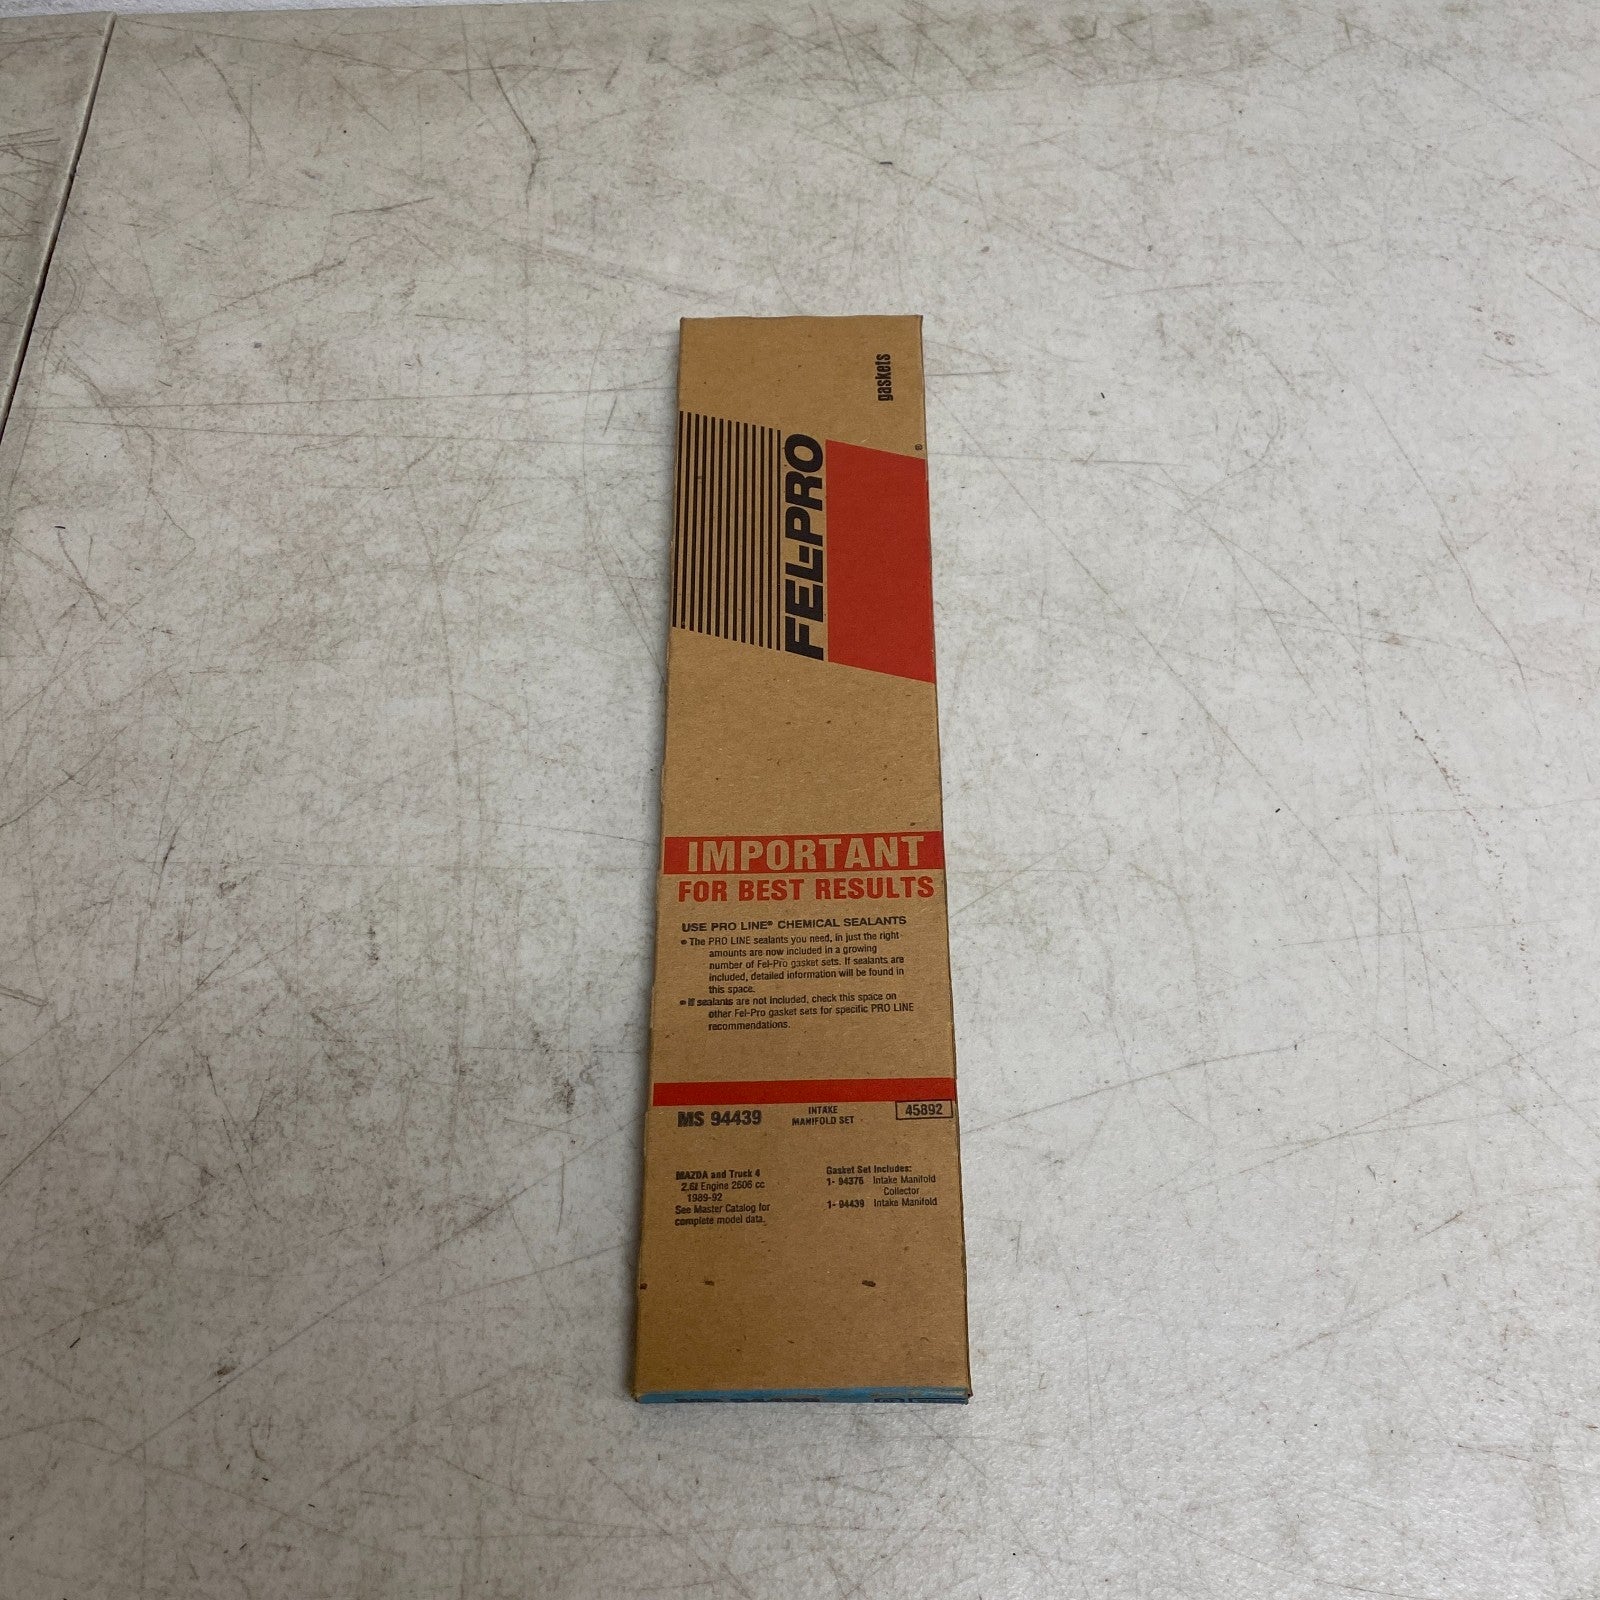 gaskets
FEL-PRO
®
IMPORTANT
FOR BEST RESULTS
USE PRO LINE® CHEMICAL SEALANTS
• The PRO LINE sealants you need, in just the right
amounts are now included in a growing
number of Fel-Pro gasket sets. If sealants are
included, detailed information will be found in
this space.
• If sealants are not included, check this space on
other Fel-Pro gasket sets for specific PRO LINE
recommendations.
MS 94439
INTAKE
MANIFOLD SET
45892
MAZDA and Truck 4
2.6l Engine 2606 cc
1989-92
See Master Catalog for
complete model data.
Gasket Set Includes:
1- 94376 Intake Manifold
Collector
1- 94439 Intake Manifold